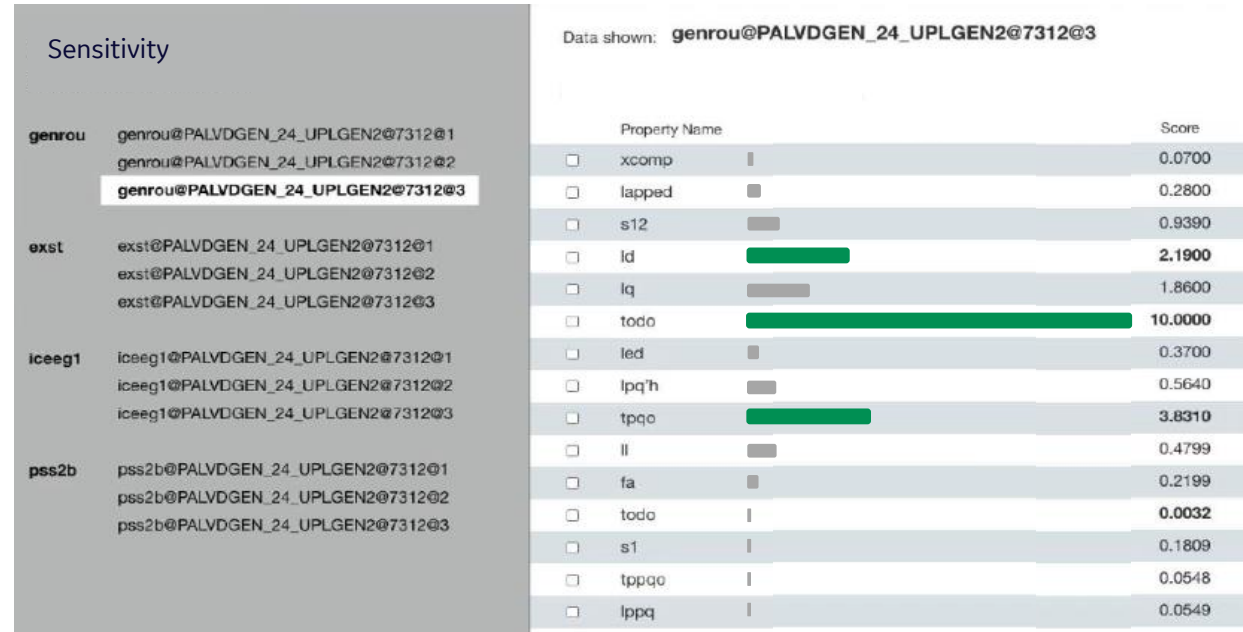 Sensitivity
genrou genrou@PALVDGEN_24_UPLGEN2@7312@1
genrou@PALVDGEN_24_UPLGEN2@7312@2
genrou@PALVDGEN_24_UPLGEN2@7312@3
exst exst@PALVDGEN_24_UPLGEN2@7312@1
exst@PALVDGEN_24_UPLGEN2@7312@2
exst@PALVDGEN_24_UPLGEN2@7312@3
iceeg1 iceeg1@PALVDGEN_24_UPLGEN2@7312@1
iceeg1@PALVDGEN_24_UPLGEN2@7312@2
iceeg1@PALVDGEN_24_UPLGEN2@7312@3
pss2b pss2b@PALVDGEN_24_UPLGEN2@7312@1
pss2b@PALVDGEN_24_UPLGEN2@7312@2
pss2b@PALVDGEN_24_UPLGEN2@7312@3
Data shown: genrou@PALVDGEN_24_UPLGEN2@7312@3
Property Name Score
xcomp 0.0700
lapped 0.2800
s12 0.9390
ld 2.1900
lq 1.8600
todo 10.0000
led 0.3700
lpq'h 0.5640
tpqo 3.8310
ll 0.4799
fa 0.2199
todo 0.0032
s1 0.1809
tppqo 0.0548
lppq 0.0549